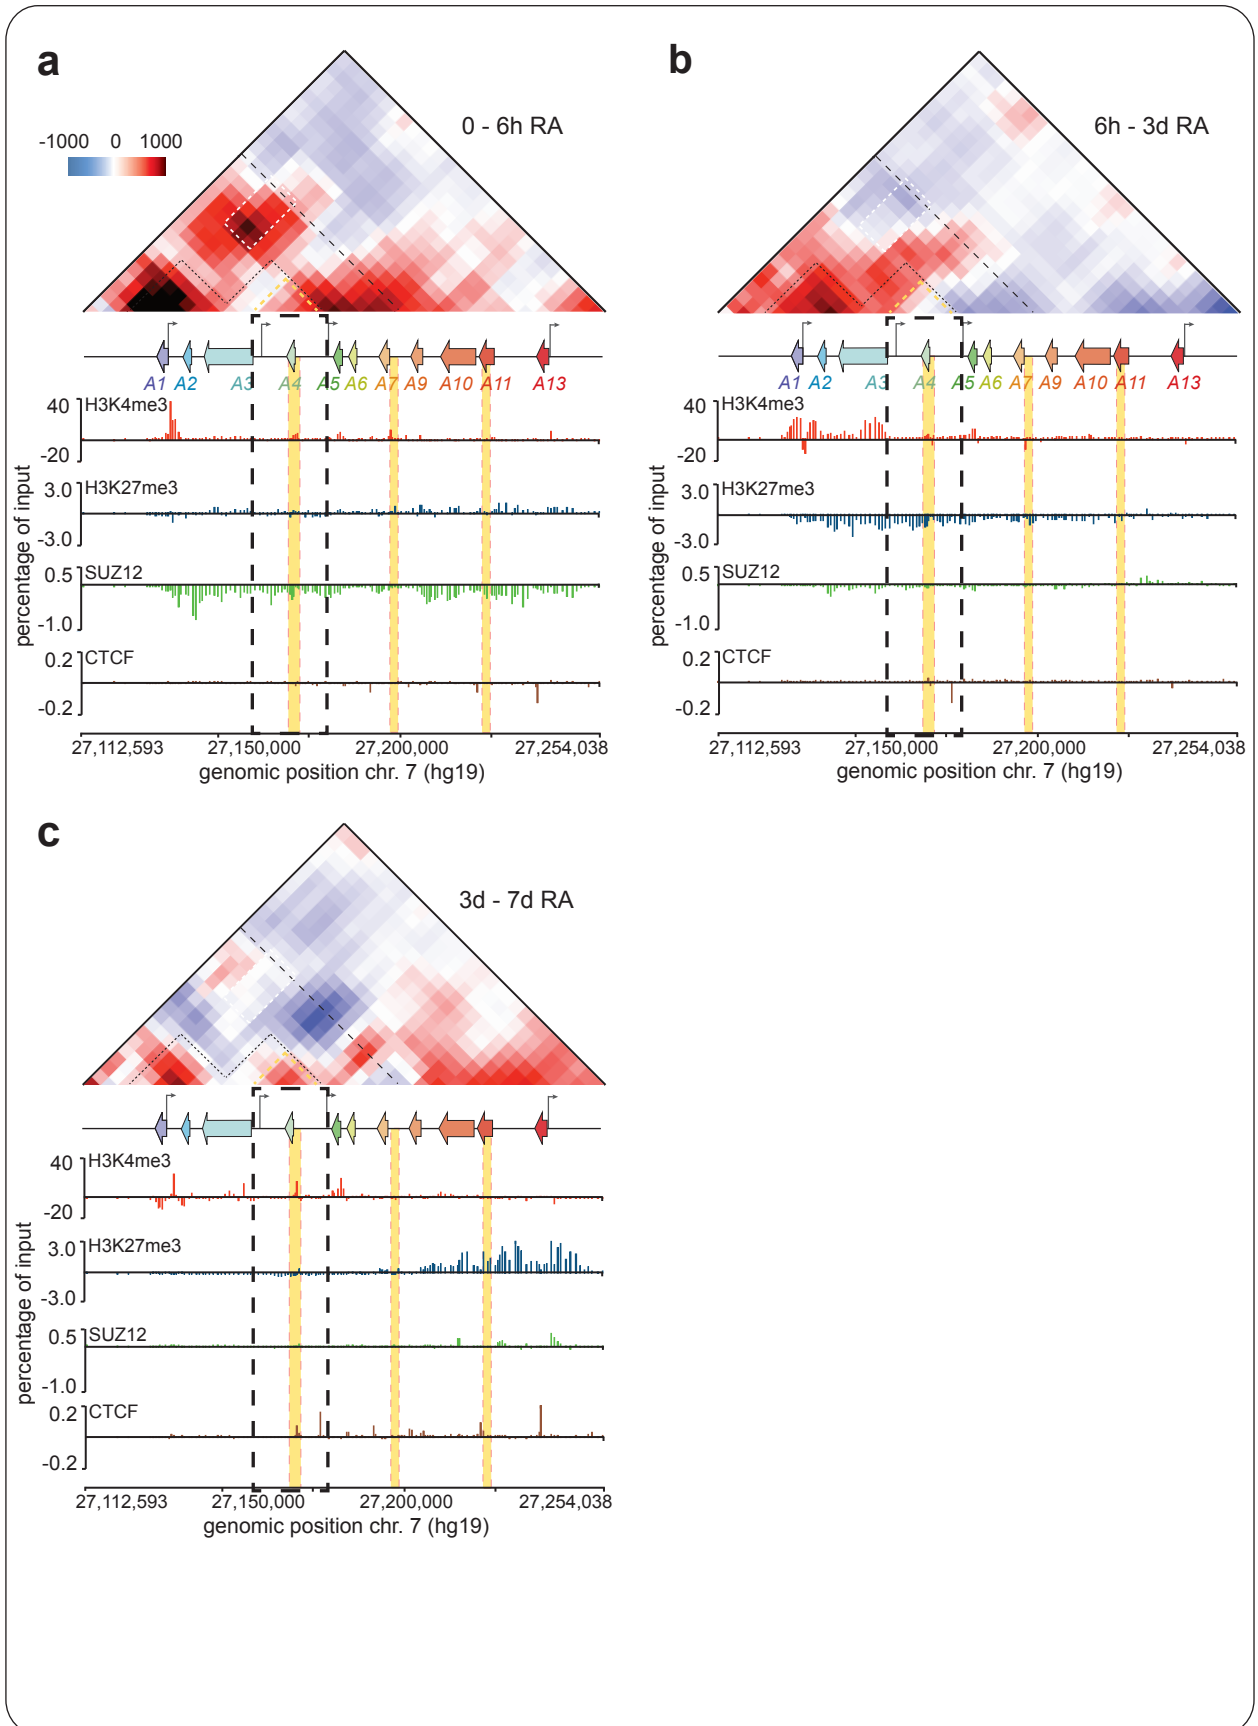 a
0 - 6h RA
-1000 0 1000
A1 A2 A3 A4 A5 A6 A7 A9 A10 A11 A13
percentage of input
40
H3K4me3
-20
3.0
H3K27me3
-3.0
0.5
SUZ12
-1.0
0.2
CTCF
-0.2
27,112,593 27,150,000 27,200,000 27,254,038
genomic position chr. 7 (hg19)
b
6h - 3d RA
A1 A2 A3 A4 A5 A6 A7 A9 A10 A11 A13
percentage of input
40
H3K4me3
-20
3.0
H3K27me3
-3.0
0.5
SUZ12
-1.0
0.2
CTCF
-0.2
27,112,593 27,150,000 27,200,000 27,254,038
genomic position chr. 7 (hg19)
c
3d - 7d RA
percentage of input
40
H3K4me3
-20
3.0
H3K27me3
-3.0
0.5
SUZ12
-1.0
0.2
CTCF
-0.2
27,112,593 27,150,000 27,200,000 27,254,038
genomic position chr. 7 (hg19)